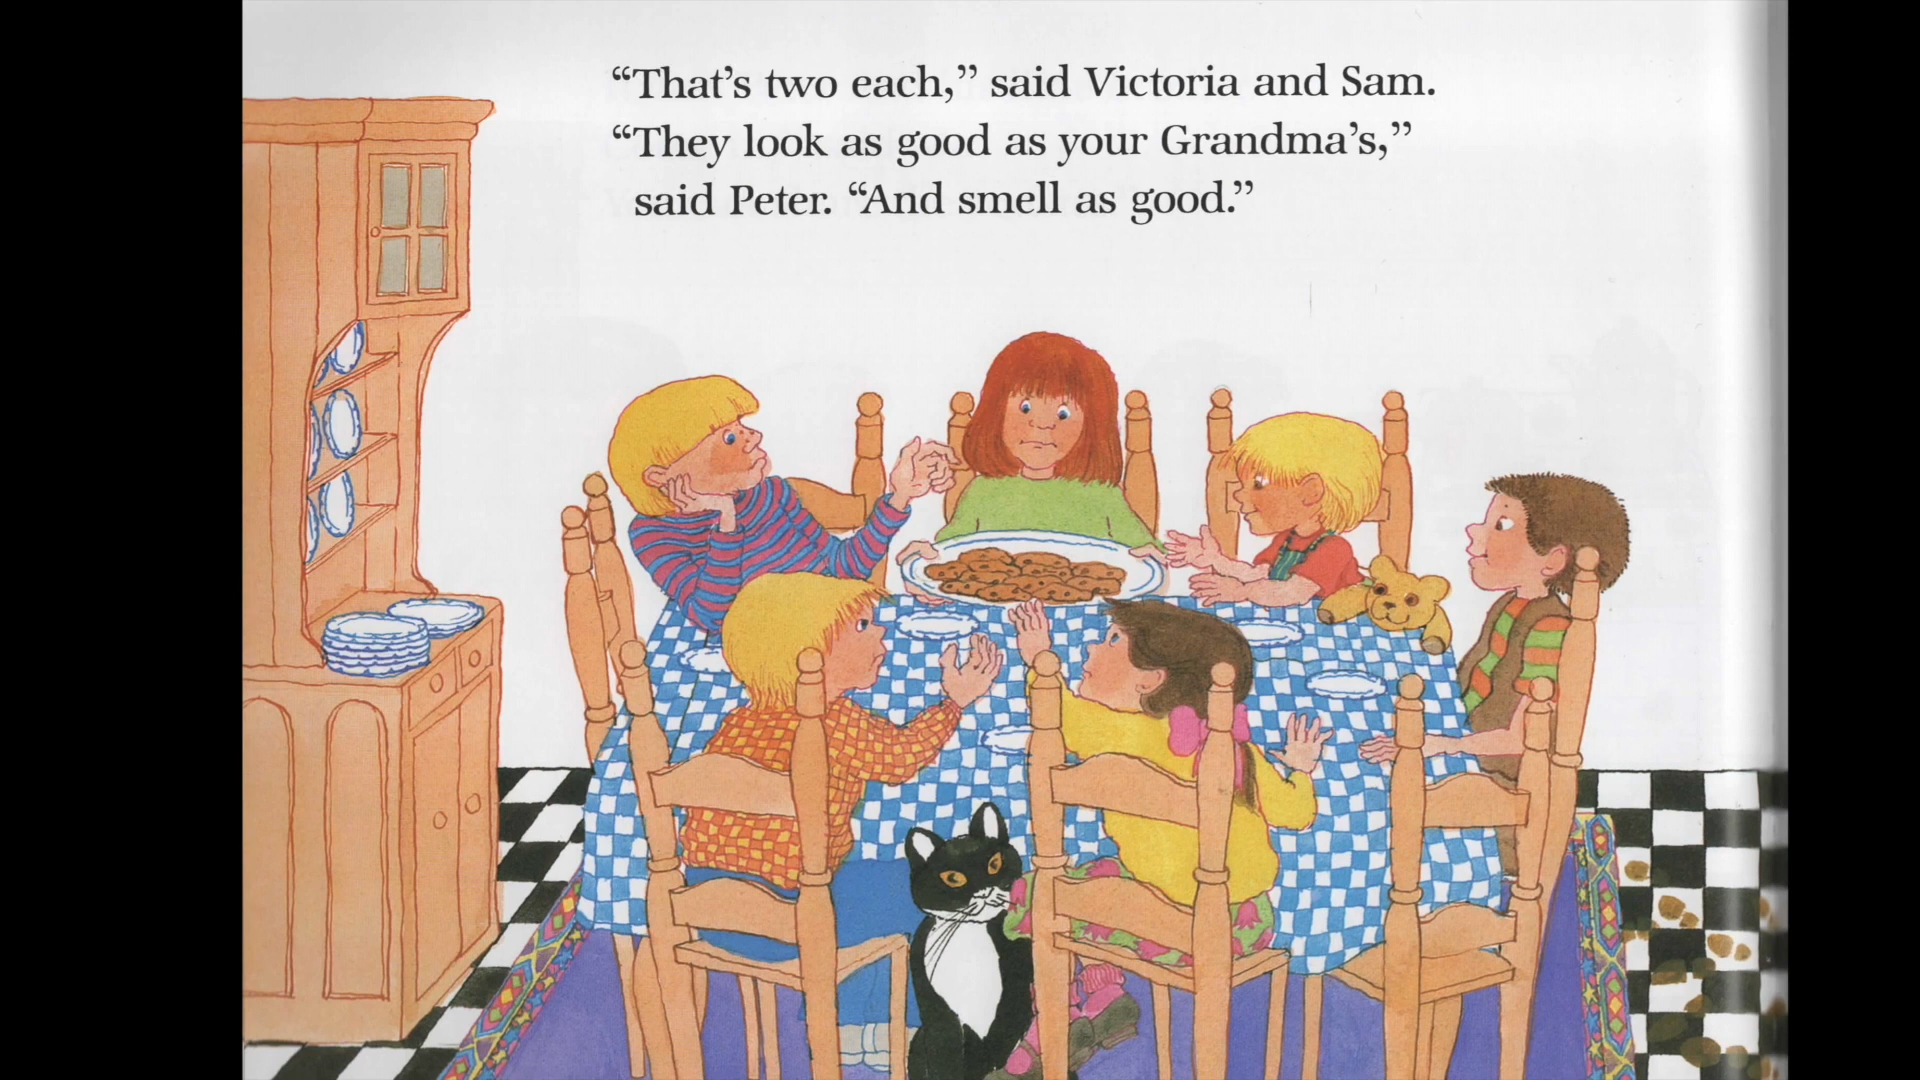 “That’s two each,” said Victoria and Sam.
“They look as good as your Grandma’s,”
said Peter. “And smell as good.”